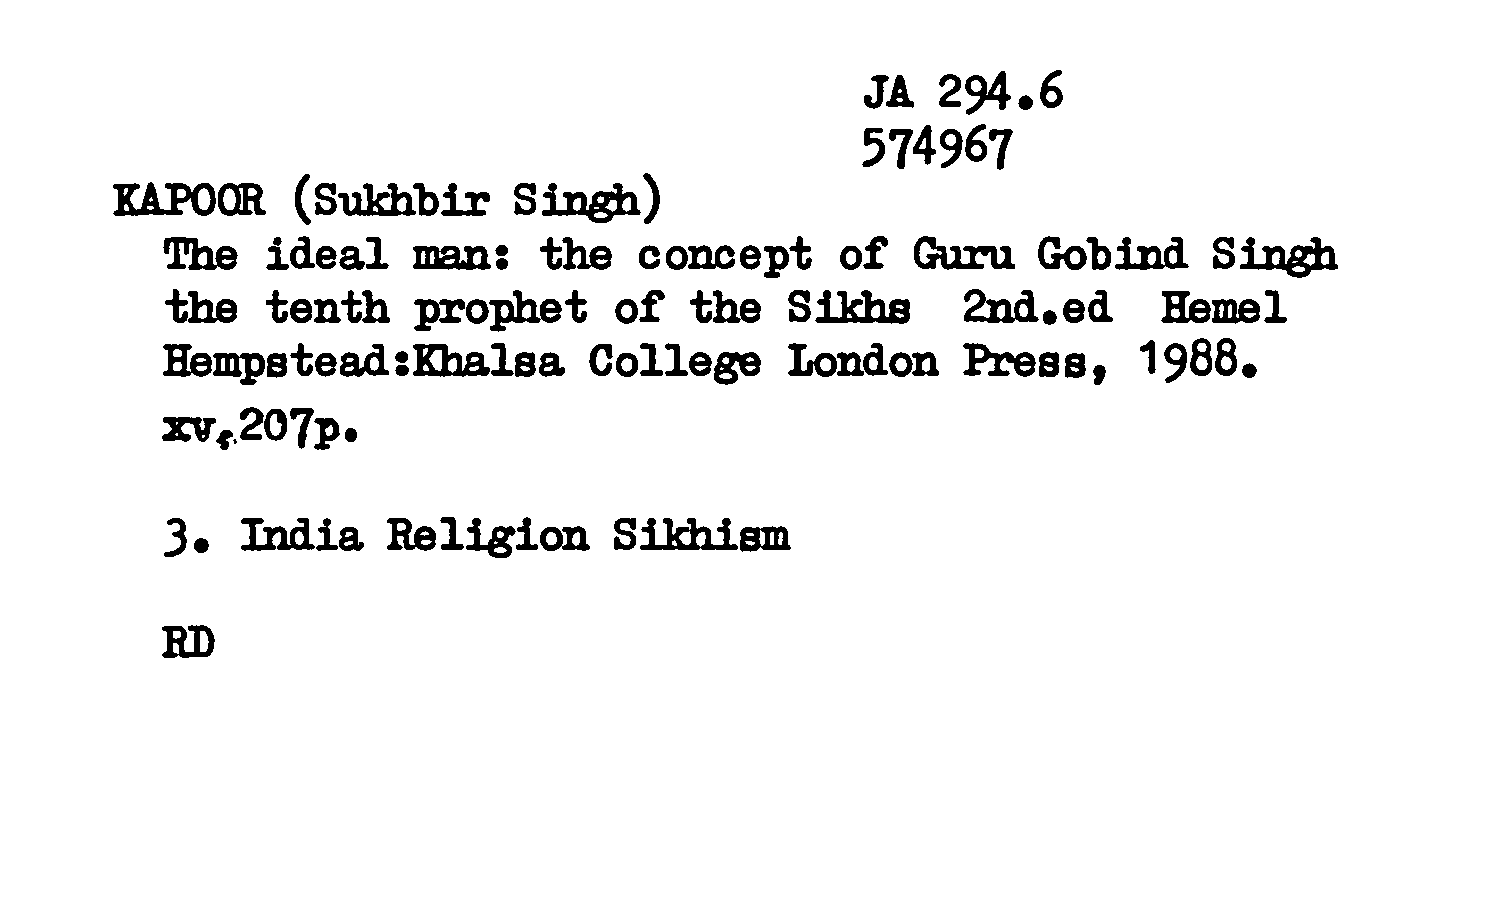 JA 294.6
574967
KAPOOR (Sukhbir Singh)
The ideal man: the concept of Guru Gobind Singh
the tenth prophet of the Sikhs 2nd.ed Hemel
Hempstead:Khalsa College London Press, 1988.
xv,207p.
3. India Religion Sikhism
RD